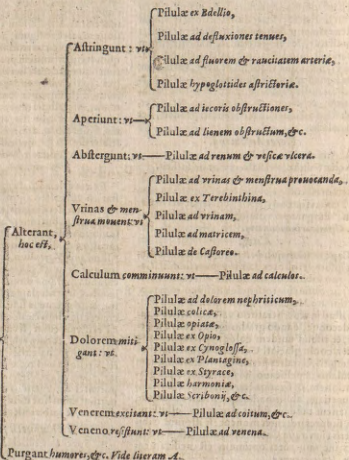 Pilulæ ex Bdellio,
Astringunt: vt Pilulæ ad defluxiones tenues,
Pilulæ ad fluorem & raucitatem arteriæ,
Pilulæ hypoglottides astrictoriæ.
Aperiunt: vt Pilulæ ad iecoris obstructiones,
Pilulæ ad lienem obstructum, &c.
Abstergunt: vt Pilulæ ad renum & vesicæ vlcera.
Pilulæ ad vrinas & menstrua prouocanda,
Vrinas & men- Pilulæ ex Terebinthina,
strua mouent: vt Pilulæ ad vrinam,
Pilulæ ad matricem,
Alterant, Pilulæ de Castoreo.
hoc est,
Calculum comminuunt: vt Pilulæ ad calculos.
Pilulæ ad dolorem nephriticum,
Pilulæ colicæ,
Pilulæ opiatæ,
Dolorem miti- Pilulæ ex Opio,
gant: vt Pilulæ ex Cynoglossa,
Pilulæ ex Plantagine,
Pilulæ ex Styrace,
Pilulæ harmoniæ,
Pilulæ Scribonij, &c.
Venerem excitant: vt Pilulæ ad coitum, &c.
Veneno resistunt: vt Pilulæ ad venena.
Purgant humores, &c. Vide literam A.